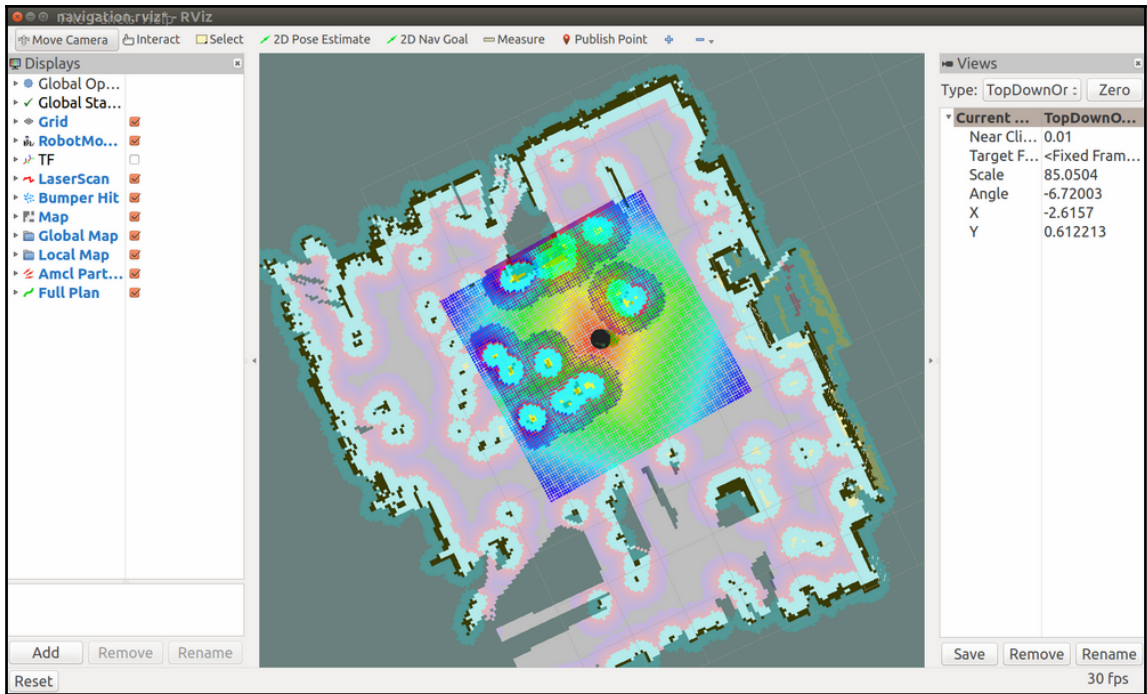 navigation.rviz* - RViz
File Panels Help
Move Camera Interact Select 2D Pose Estimate 2D Nav Goal Measure Publish Point
Displays
Global Op...
Global Sta...
Grid
RobotMo...
TF
LaserScan
Bumper Hit
Map
Global Map
Local Map
Amcl Part...
Full Plan
Add Remove Rename
Reset
Views
Type: TopDownOr Zero
Current ... TopDownO...
Near Cli... 0.01
Target F... <Fixed Fram...
Scale 85.0504
Angle -6.72003
X -2.6157
Y 0.612213
Save Remove Rename
30 fps